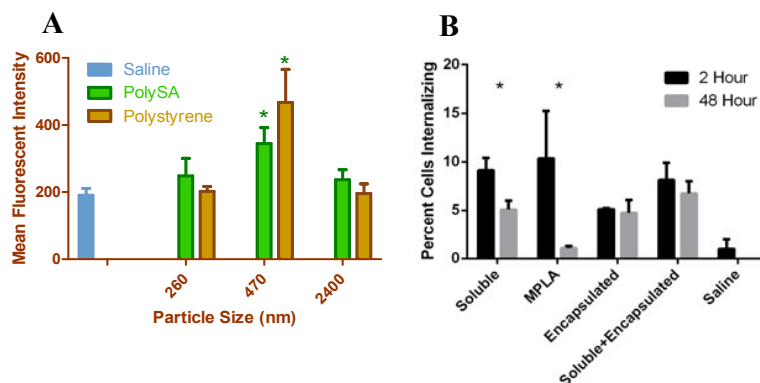 A
Mean Fluorescent Intensity
600
400
200
0
Saline
PolySA
Polystyrene
*
*
260
470
2400
Particle Size (nm)
B
Percent Cells Internalizing
20
15
10
5
0
2 Hour
48 Hour
*
*
Soluble
MPLA
Encapsulated
Soluble+Encapsulated
Saline